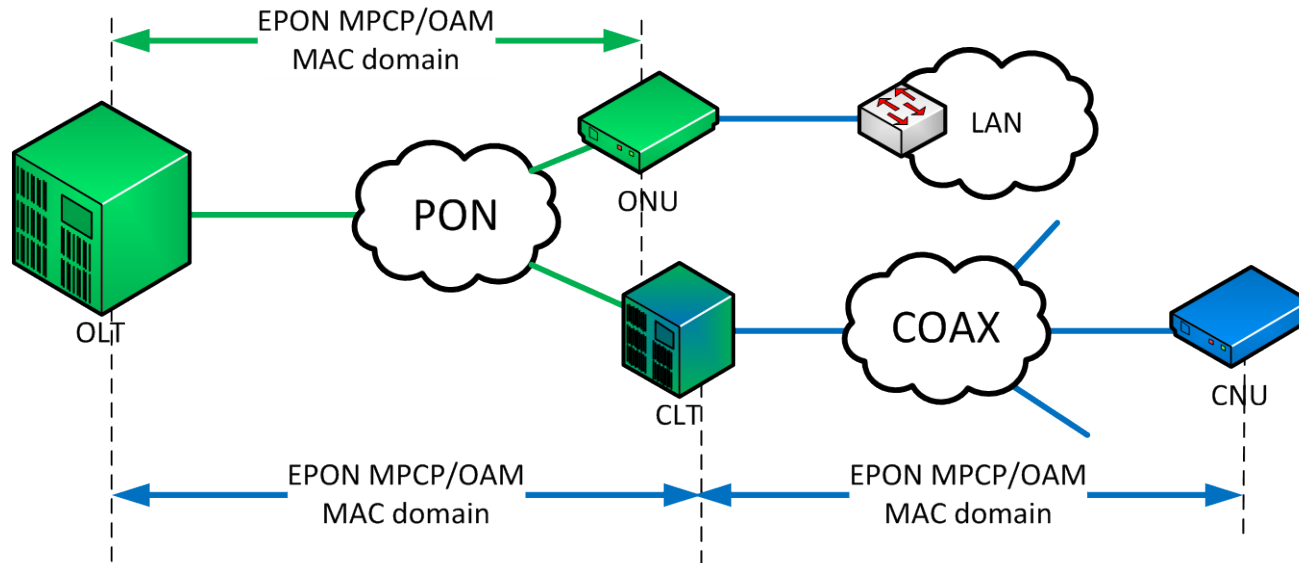 EPON MPCP/OAM
MAC domain
LAN
PON
ONU
OLT
COAX
CLT
CNU
EPON MPCP/OAM
MAC domain
EPON MPCP/OAM
MAC domain